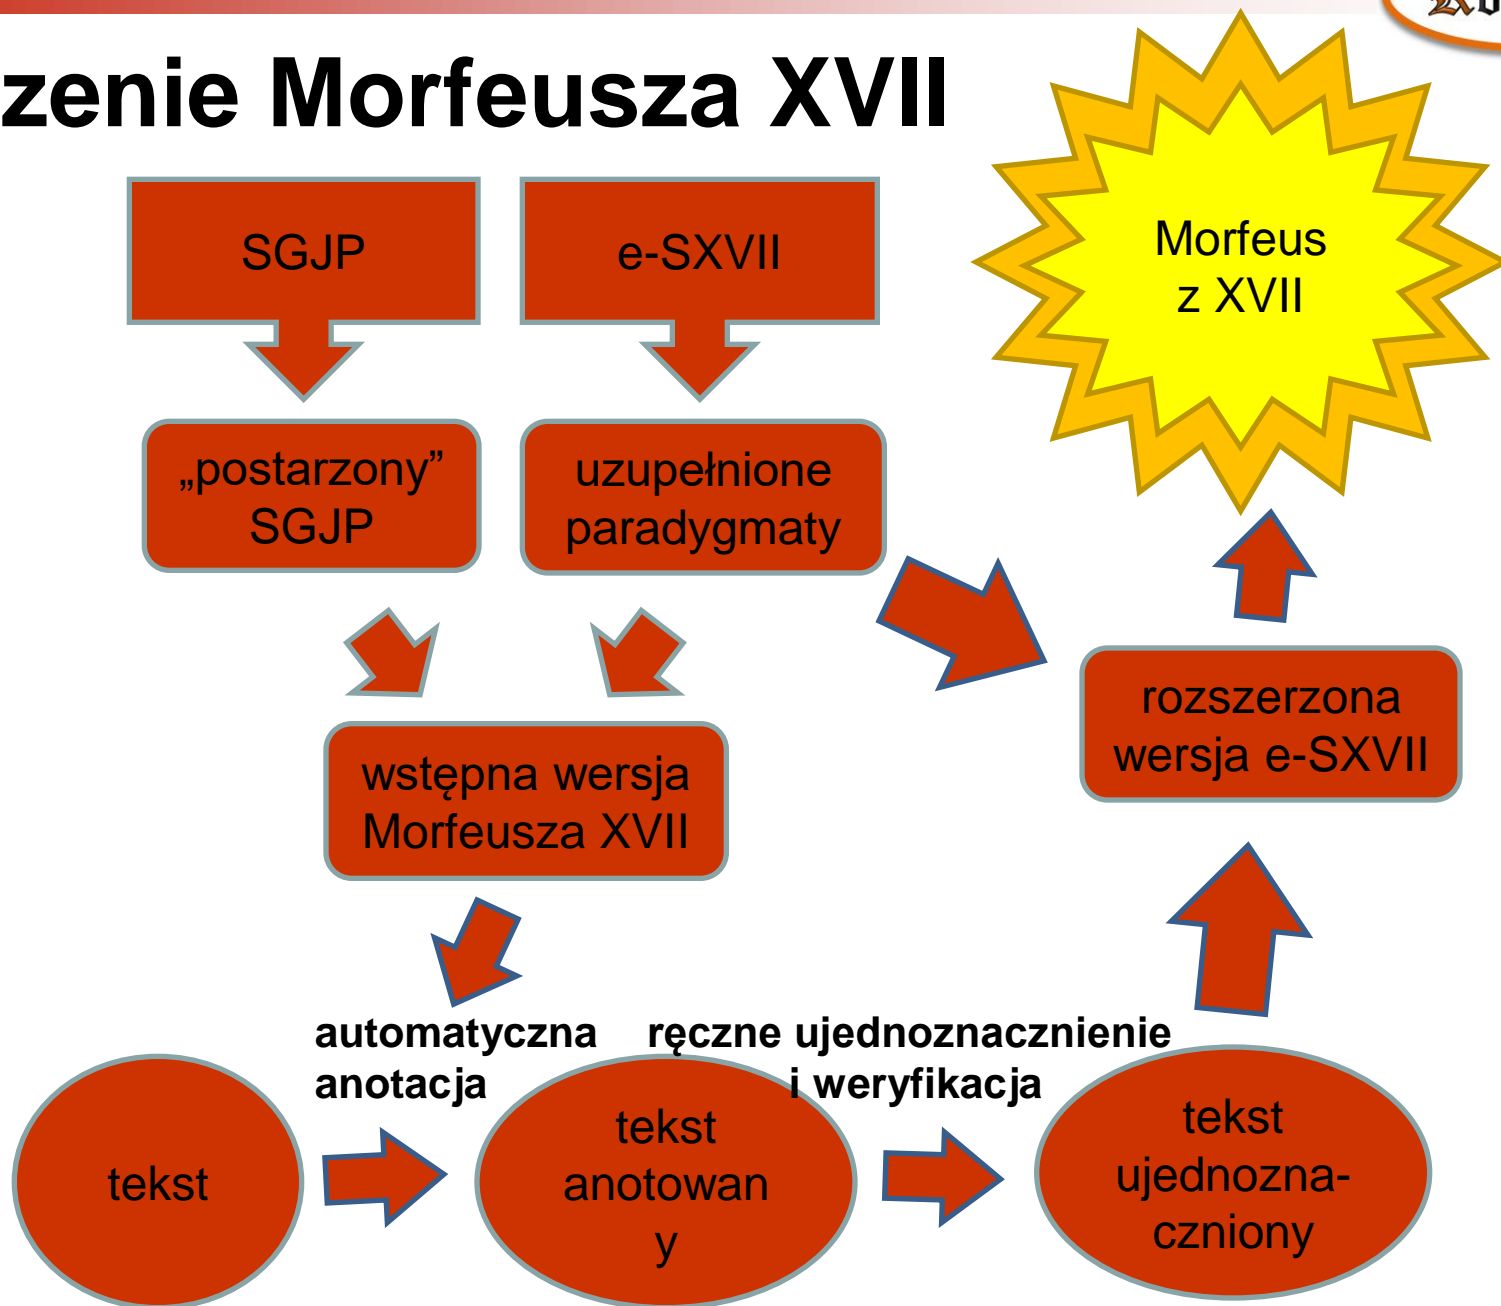 zenie Morfeusza XVII
SGJP
e-SXVII
Morfeus
z XVII
„postarzony”
SGJP
uzupełnione
paradygmaty
rozszerzona
wersja e-SXVII
wstępna wersja
Morfeusza XVII
automatyczna
anotacja
ręczne ujednoznacznienie
i weryfikacja
tekst
tekst
anotowan
y
tekst
ujednozna-
czniony